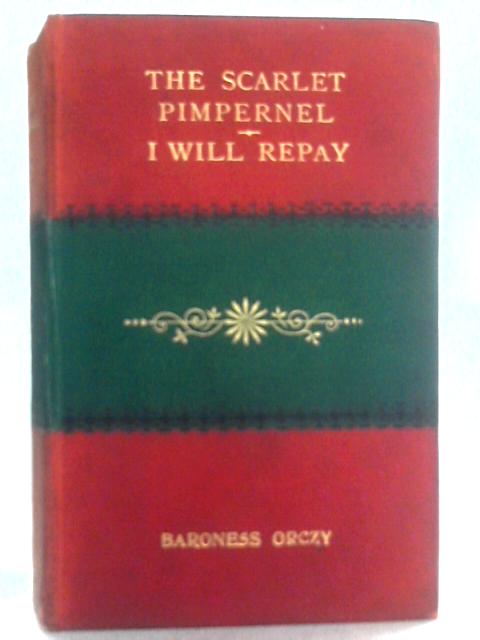 THE SCARLET
PIMPERNEL
I WILL REPAY
BARONESS ORCZY